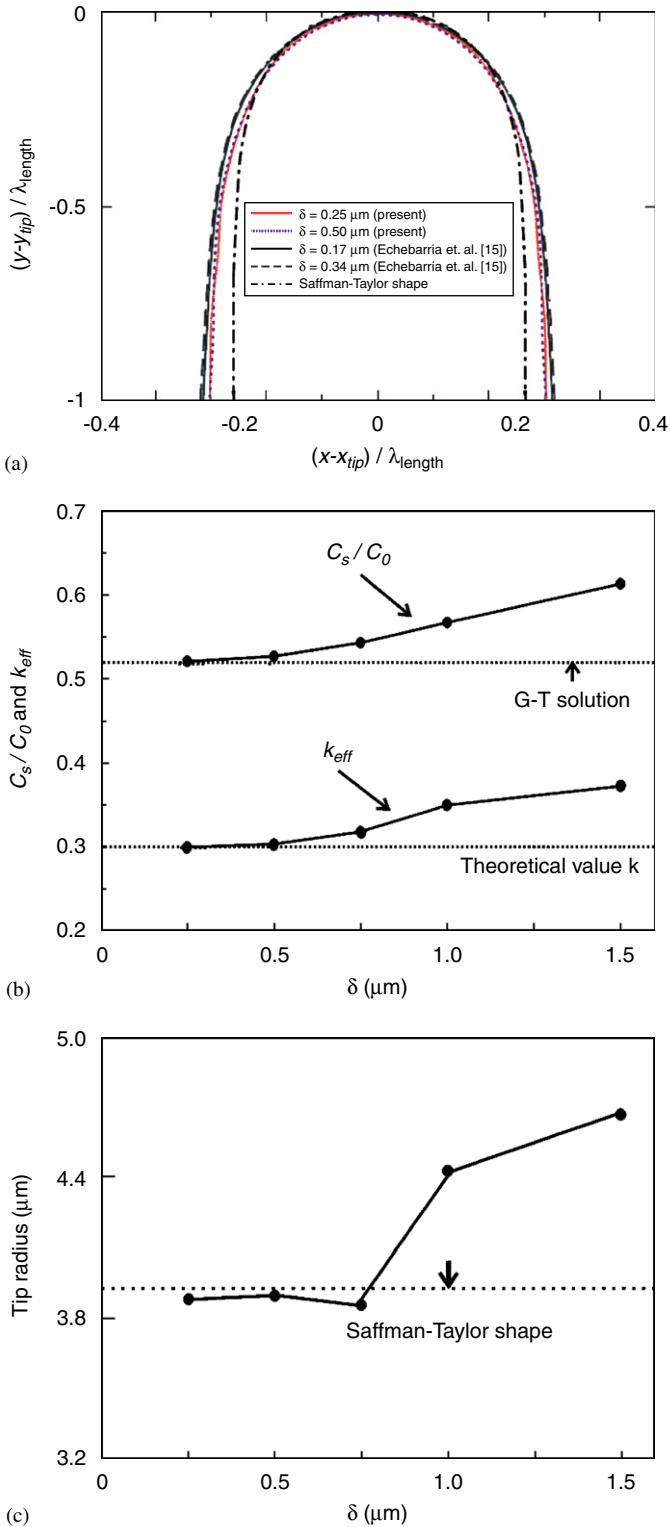 0
-0.5
-1
-0.4
-0.2
0
0.2
0.4
(y-y_tip) / λ_length
δ = 0.25 μm (present)
δ = 0.50 μm (present)
δ = 0.17 μm (Echebarria et. al. [15])
δ = 0.34 μm (Echebarria et. al. [15])
Saffman-Taylor shape
(x-x_tip) / λ_length
(a)
0.7
0.6
0.5
0.4
0.3
0.2
C_s / C_0 and k_eff
C_s / C_0
G-T solution
k_eff
Theoretical value k
0
0.5
1.0
1.5
δ (μm)
(b)
5.0
4.4
3.8
3.2
Tip radius (μm)
Saffman-Taylor shape
0
0.5
1.0
1.5
δ (μm)
(c)